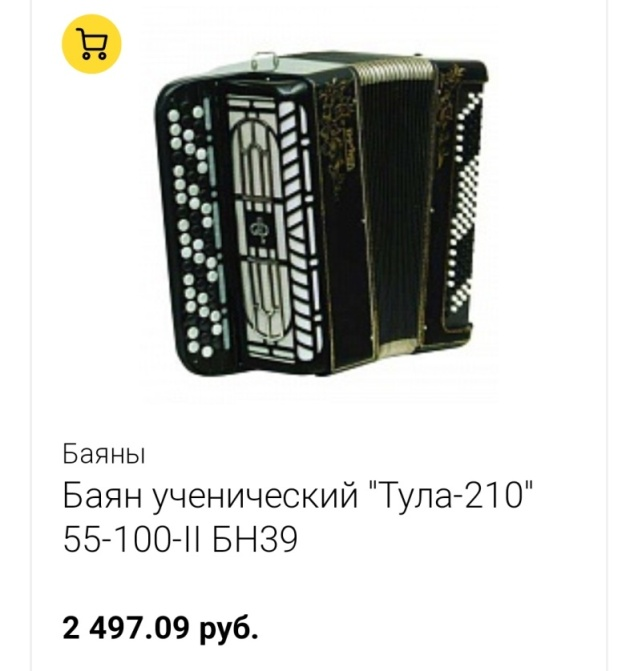 Баяны
Баян ученический "Тула-210"
55-100-II БН39
2 497.09 руб.